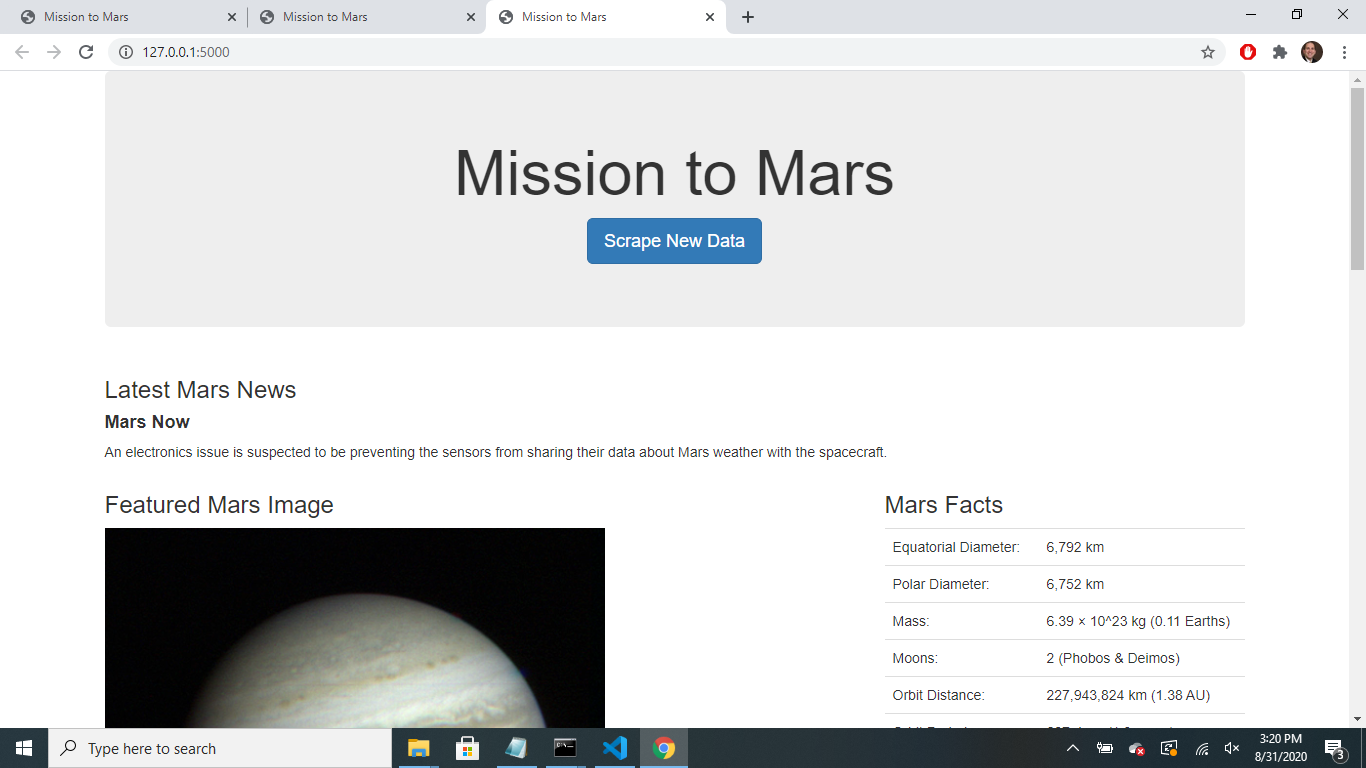 Mission to Mars
Mission to Mars
Mission to Mars
127.0.0.1:5000
Mission to Mars
Scrape New Data
Latest Mars News
Mars Now
An electronics issue is suspected to be preventing the sensors from sharing their data about Mars weather with the spacecraft.
Featured Mars Image
Mars Facts
Equatorial Diameter: 6,792 km
Polar Diameter: 6,752 km
Mass: 6.39 × 10^23 kg (0.11 Earths)
Moons: 2 (Phobos & Deimos)
Orbit Distance: 227,943,824 km (1.38 AU)
Type here to search
3:20 PM
8/31/2020
3